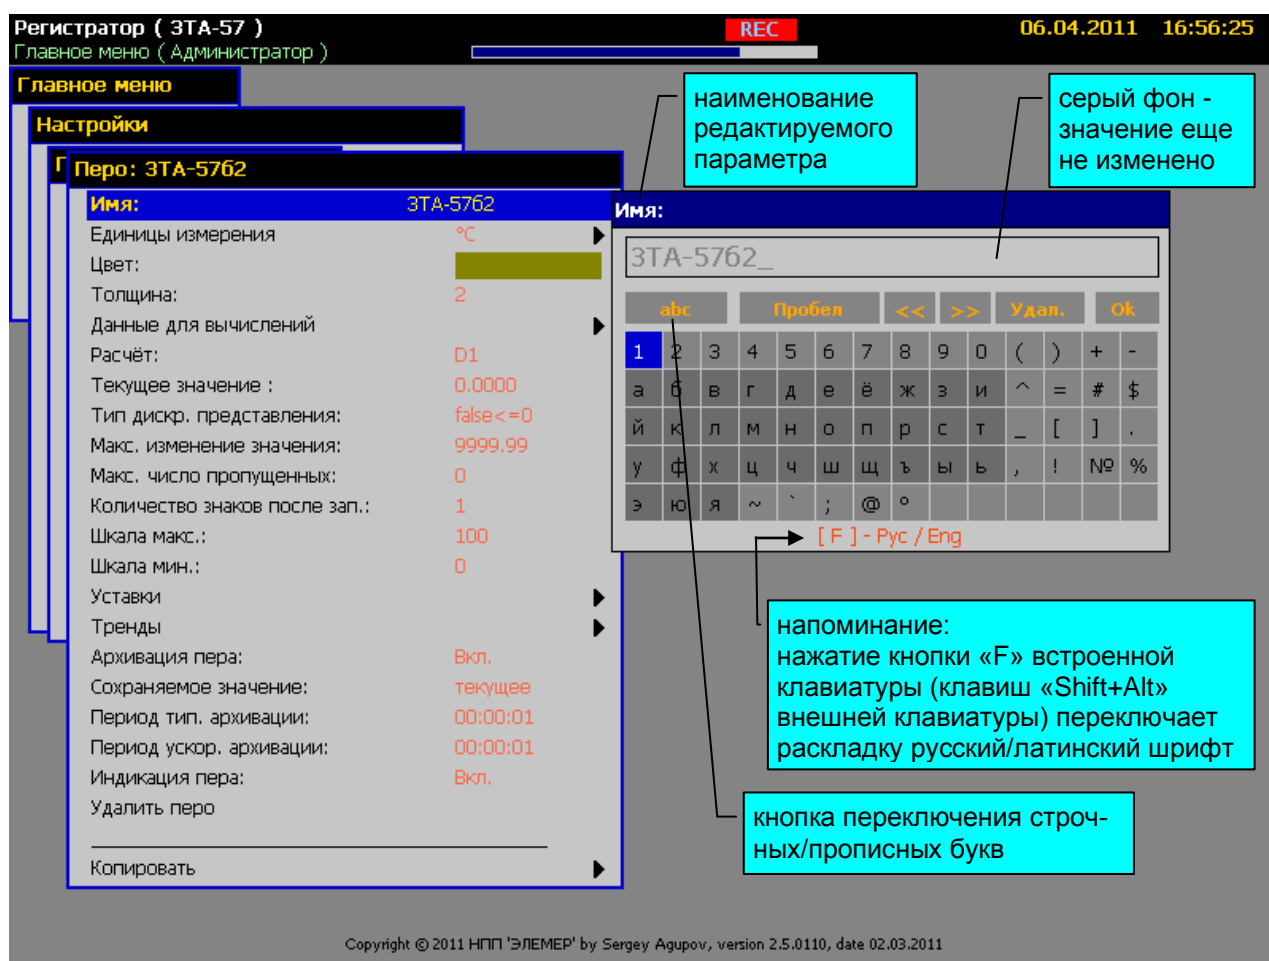 Регистратор ( ЗТА-57 )
REC
06.04.2011 16:56:25
Главное меню ( Администратор )
Главное меню
Настройки
П
Перо: ЗТА-57б2
Имя: ЗТА-57б2
Единицы измерения °C
Цвет:
Толщина: 2
Данные для вычислений
Расчёт: D1
Текущее значение : 0.0000
Тип дискр. представления: false<=0
Макс. изменение значения: 9999.99
Макс. число пропущенных: 0
Количество знаков после зап.: 1
Шкала макс.: 100
Шкала мин.: 0
Уставки
Тренды
Архивация пера: Вкл.
Сохраняемое значение: текущее
Период тип. архивации: 00:00:01
Период ускор. архивации: 00:00:01
Индикация пера: Вкл.
Удалить перо
Копировать
наименование
редактируемого
параметра
серый фон -
значение еще
не изменено
Имя:
ЗТА-57б2_
abc Пробел << >> Удал. Ok
1 2 3 4 5 6 7 8 9 0 ( ) + -
а б в г д е ё ж з и ^ = # $
й к л м н о п р с т _ [ ] .
у ф х ц ч ш щ ъ ы ь , ! № %
э ю я ~ ` ; @ °
[ F ] - Рус / Eng
напоминание:
нажатие кнопки «F» встроенной
клавиатуры (клавиш «Shift+Alt»
внешней клавиатуры) переключает
раскладку русский/латинский шрифт
кнопка переключения строч-
ных/прописных букв
Copyright © 2011 НПП 'ЭЛЕМЕР' by Sergey Agupov, version 2.5.0110, date 02.03.2011